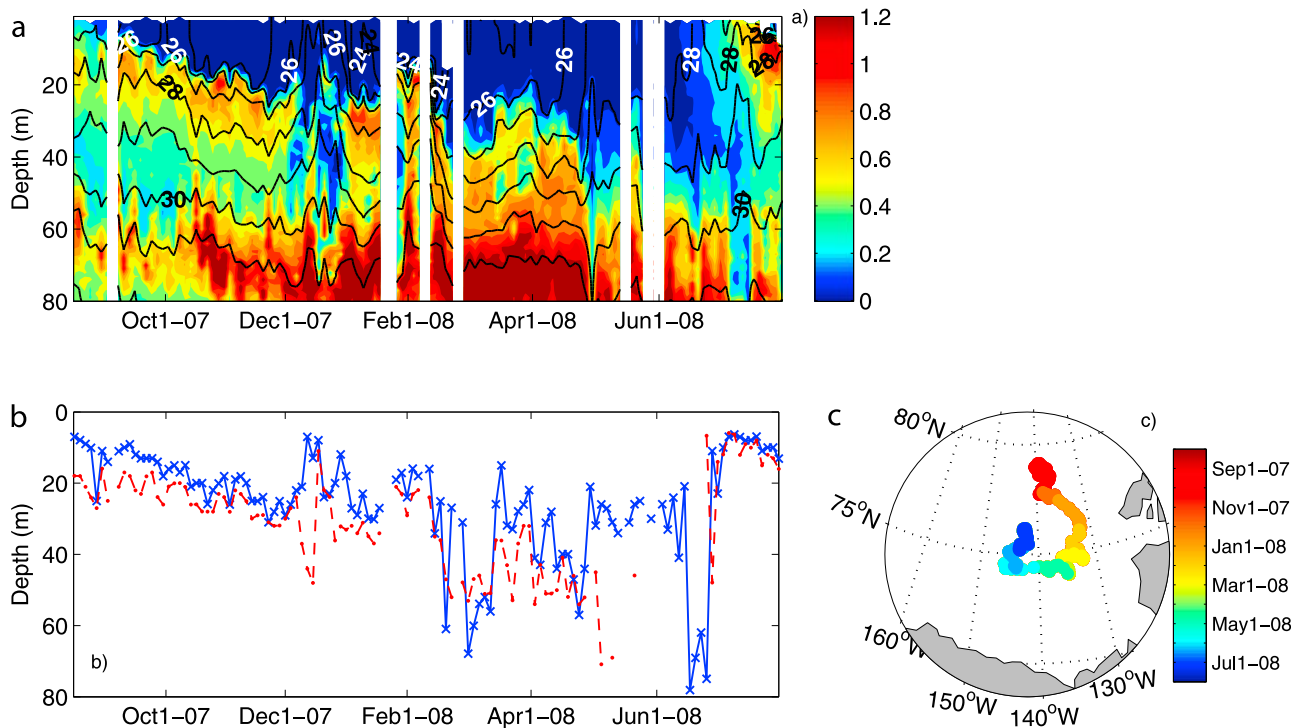 a
a)
1.2
1
0.8
0.6
0.4
0.2
0
Depth (m)
20
40
60
80
26
26
28
30
26
26
24
24
24
24
26
26
28
28
26
28
30
Oct1-07
Dec1-07
Feb1-08
Apr1-08
Jun1-08
b
Depth (m)
0
20
40
60
80
b)
Oct1-07
Dec1-07
Feb1-08
Apr1-08
Jun1-08
c
c)
80°N
75°N
160°W
150°W
140°W
130°W
Sep1-07
Nov1-07
Jan1-08
Mar1-08
May1-08
Jul1-08